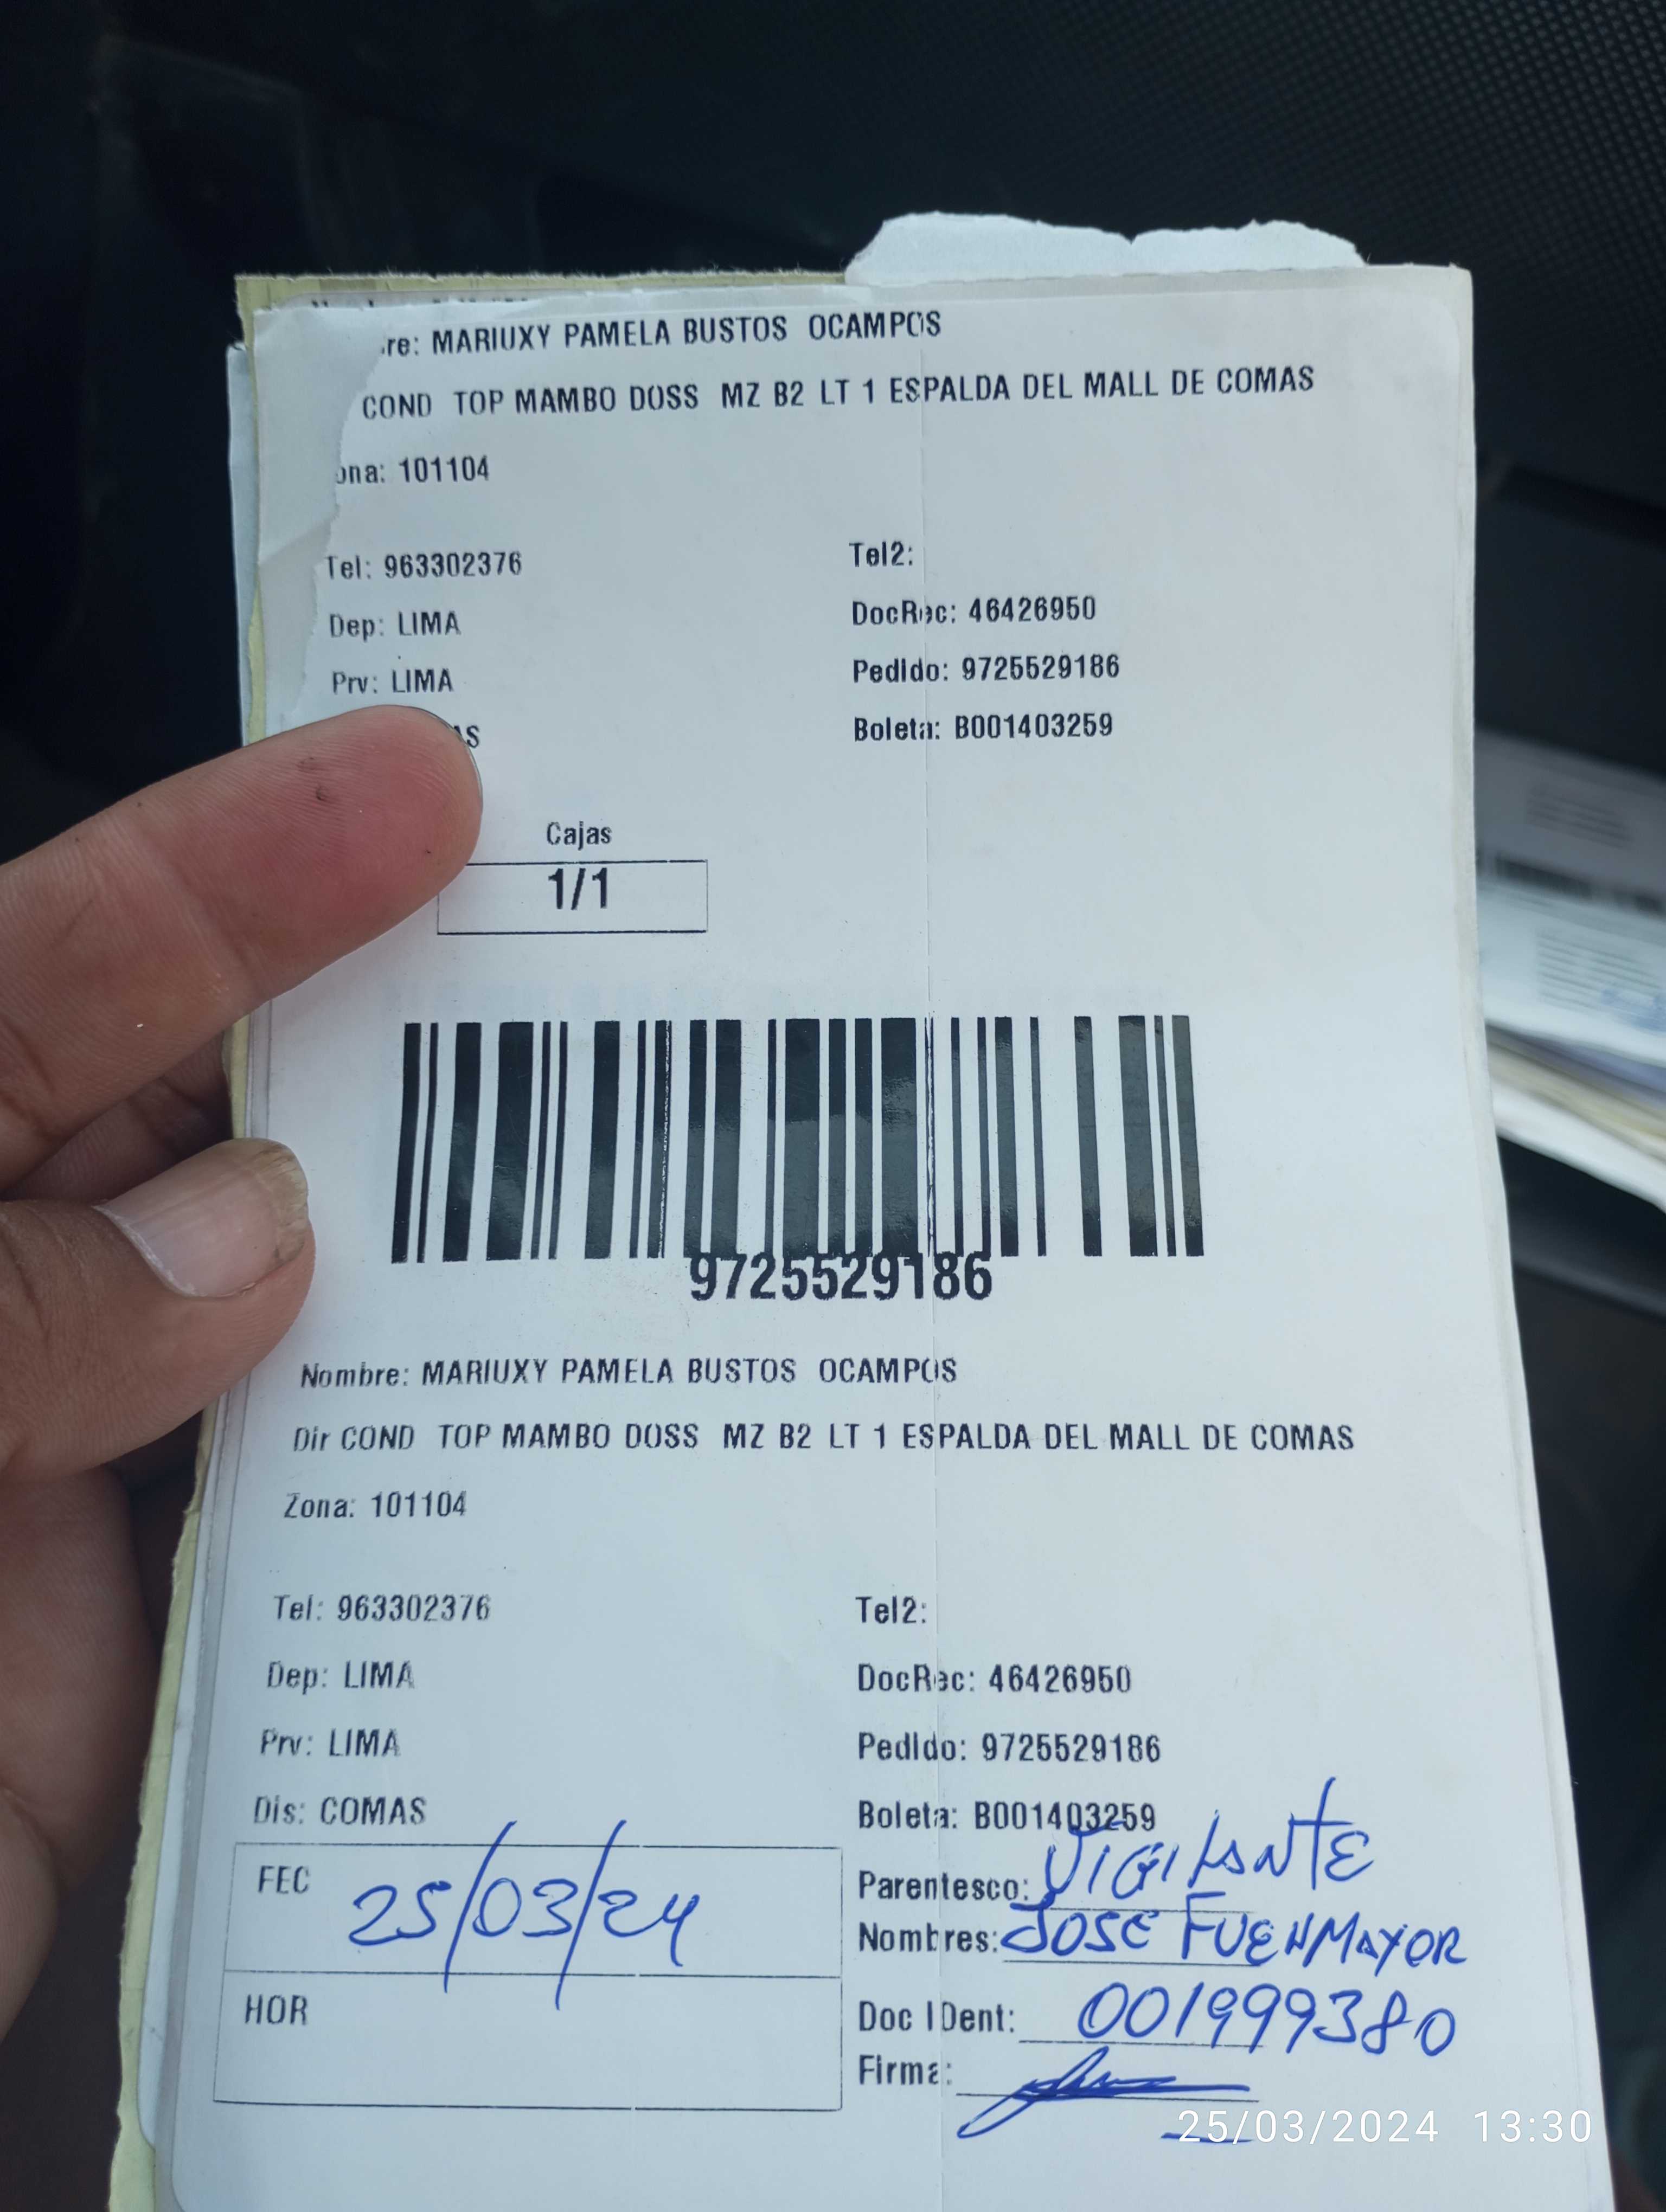 re: MARIUXY PAMELA BUSTOS OCAMPOS
COND TOP MAMBO DOSS MZ B2 LT 1 ESPALDA DEL MALL DE COMAS
ona: 101104
Tel: 963302376 Tel2:
Dep: LIMA DocRec: 46426950
Prv: LIMA Pedido: 9725529186
AS Boleta: B001403259
Cajas
1/1
9725529186
Nombre: MARIUXY PAMELA BUSTOS OCAMPOS
Dir COND TOP MAMBO DOSS MZ B2 LT 1 ESPALDA DEL MALL DE COMAS
Zona: 101104
Tel: 963302376 Tel2:
Dep: LIMA DocRec: 46426950
Prv: LIMA Pedido: 9725529186
Dis: COMAS Boleta: B001403259
FEC 25/03/24 Parentesco: VIGILANTE
Nombres: JOSE FUENMAYOR
HOR Doc IDent: 001999380
Firma:
25/03/2024 13:30